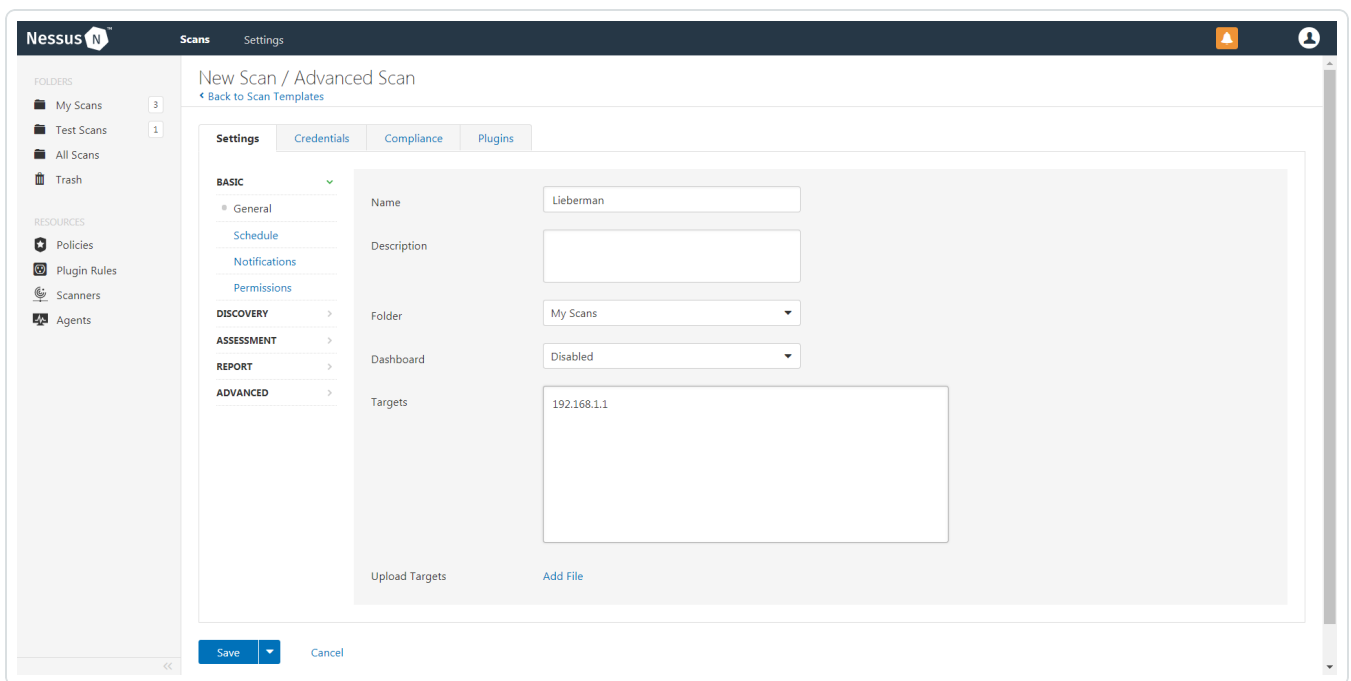 Nessus N ™
Scans Settings
FOLDERS
My Scans 3
Test Scans 1
All Scans
Trash
RESOURCES
Policies
Plugin Rules
Scanners
Agents
New Scan / Advanced Scan
Back to Scan Templates
Settings Credentials Compliance Plugins
BASIC
General
Schedule
Notifications
Permissions
DISCOVERY
ASSESSMENT
REPORT
ADVANCED
Name Lieberman
Description
Folder My Scans
Dashboard Disabled
Targets 192.168.1.1
Upload Targets Add File
Save Cancel